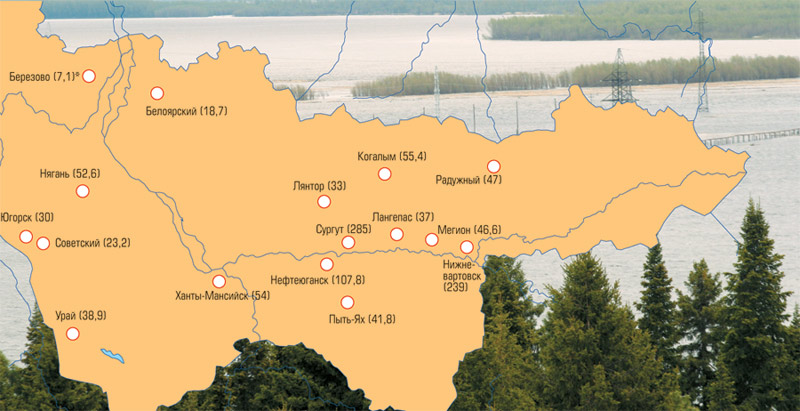 Березово (7,1)*
Белоярский (18,7)
Когалым (55,4)
Нягань (52,6)
Радужный (47)
Лянтор (33)
Югорск (30)
Лангепас (37)
Сургут (285)
Мегион (46,6)
Советский (23,2)
Нижне-
вартовск
(239)
Нефтеюганск (107,8)
Ханты-Мансийск (54)
Урай (38,9)
Пыть-Ях (41,8)